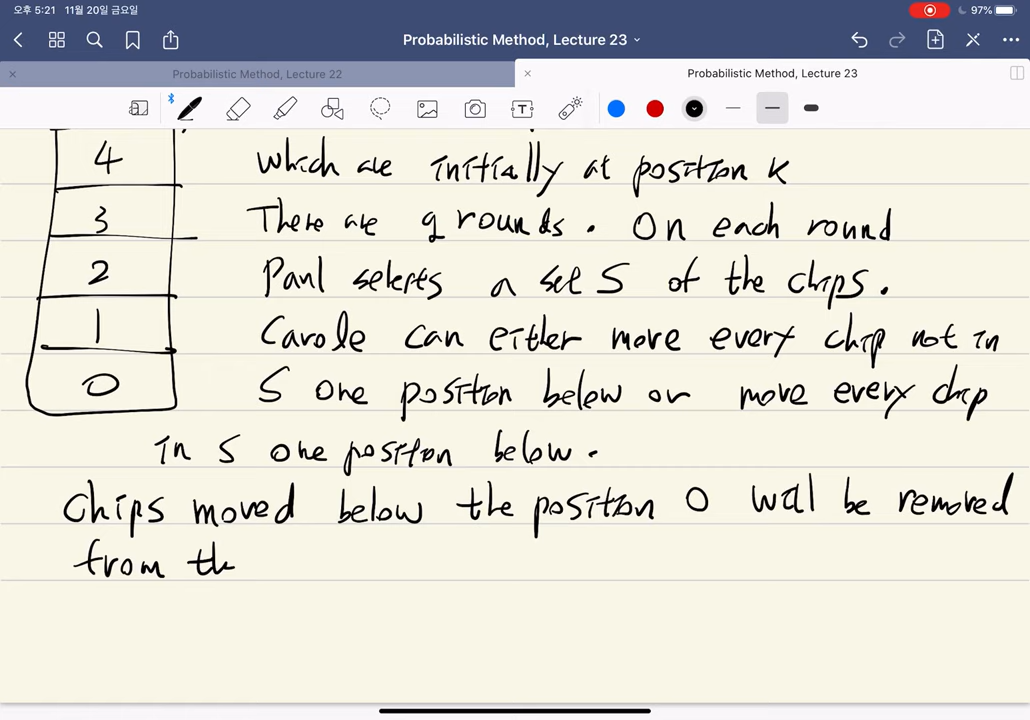 오후 5:21 11월 20일 금요일
97%
Probabilistic Method, Lecture 23
Probabilistic Method, Lecture 22
Probabilistic Method, Lecture 23
4 which are initially at position k
3 There are q rounds. On each round
2 Paul selects a set S of the chips.
1 Carole can either move every chip not in
0 S one position below or move every chip
in S one position below.
Chips moved below the position 0 will be removed
from th